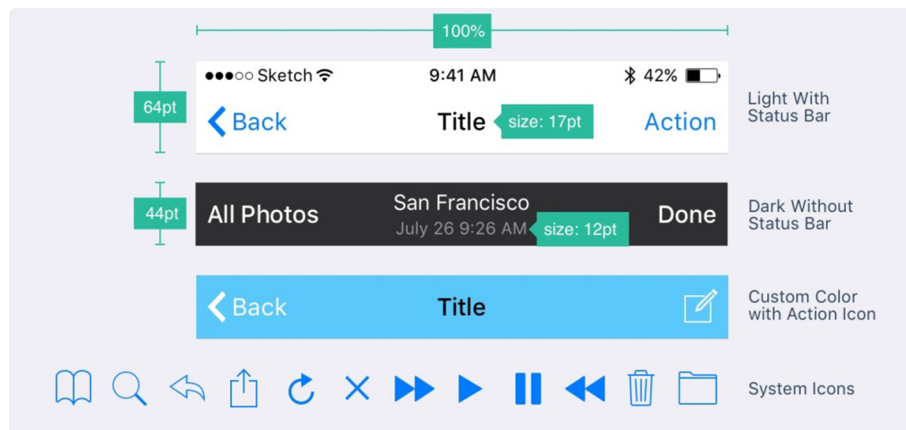 100%
●●●○○ Sketch 9:41 AM 42%
64pt
Light With
Status Bar
Back Title size: 17pt Action
44pt
All Photos San Francisco Done
July 26 9:26 AM size: 12pt
Dark Without
Status Bar
Back Title
Custom Color
with Action Icon
System Icons